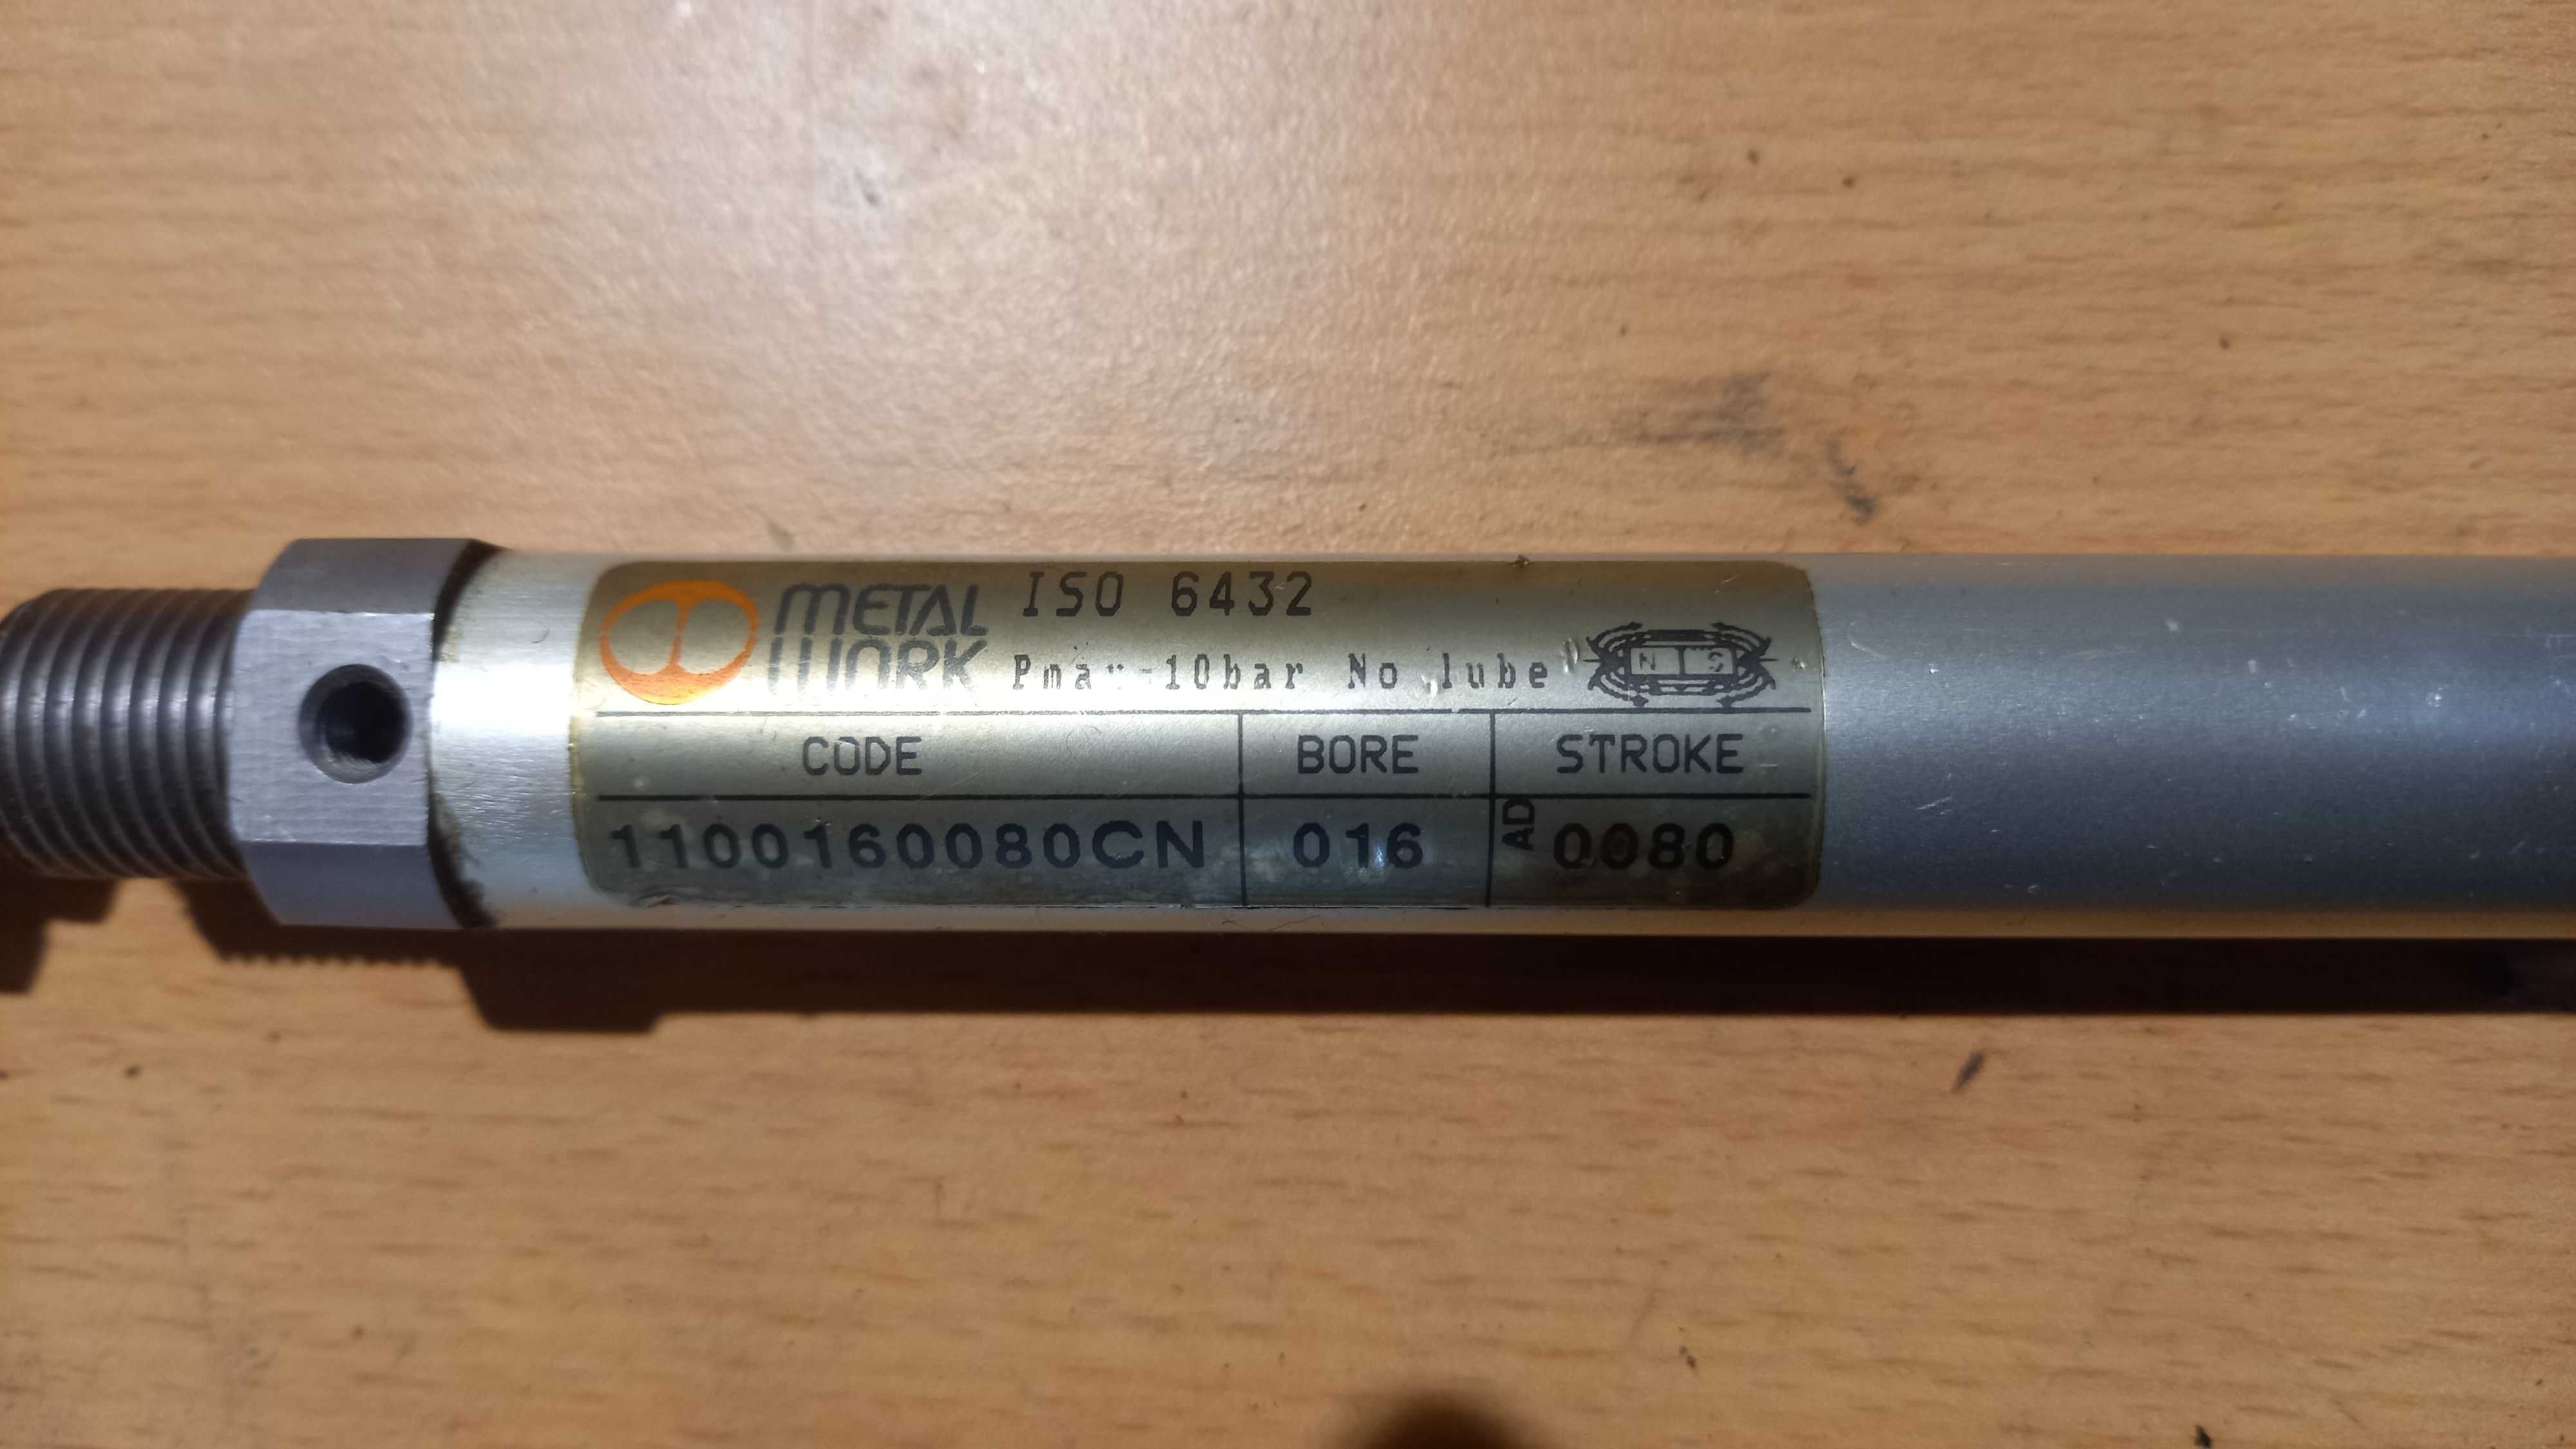 METAL WORK
ISO 6432
Pmax=10bar No lube
N S
CODE BORE STROKE
1100160080CN 016 AD 0080